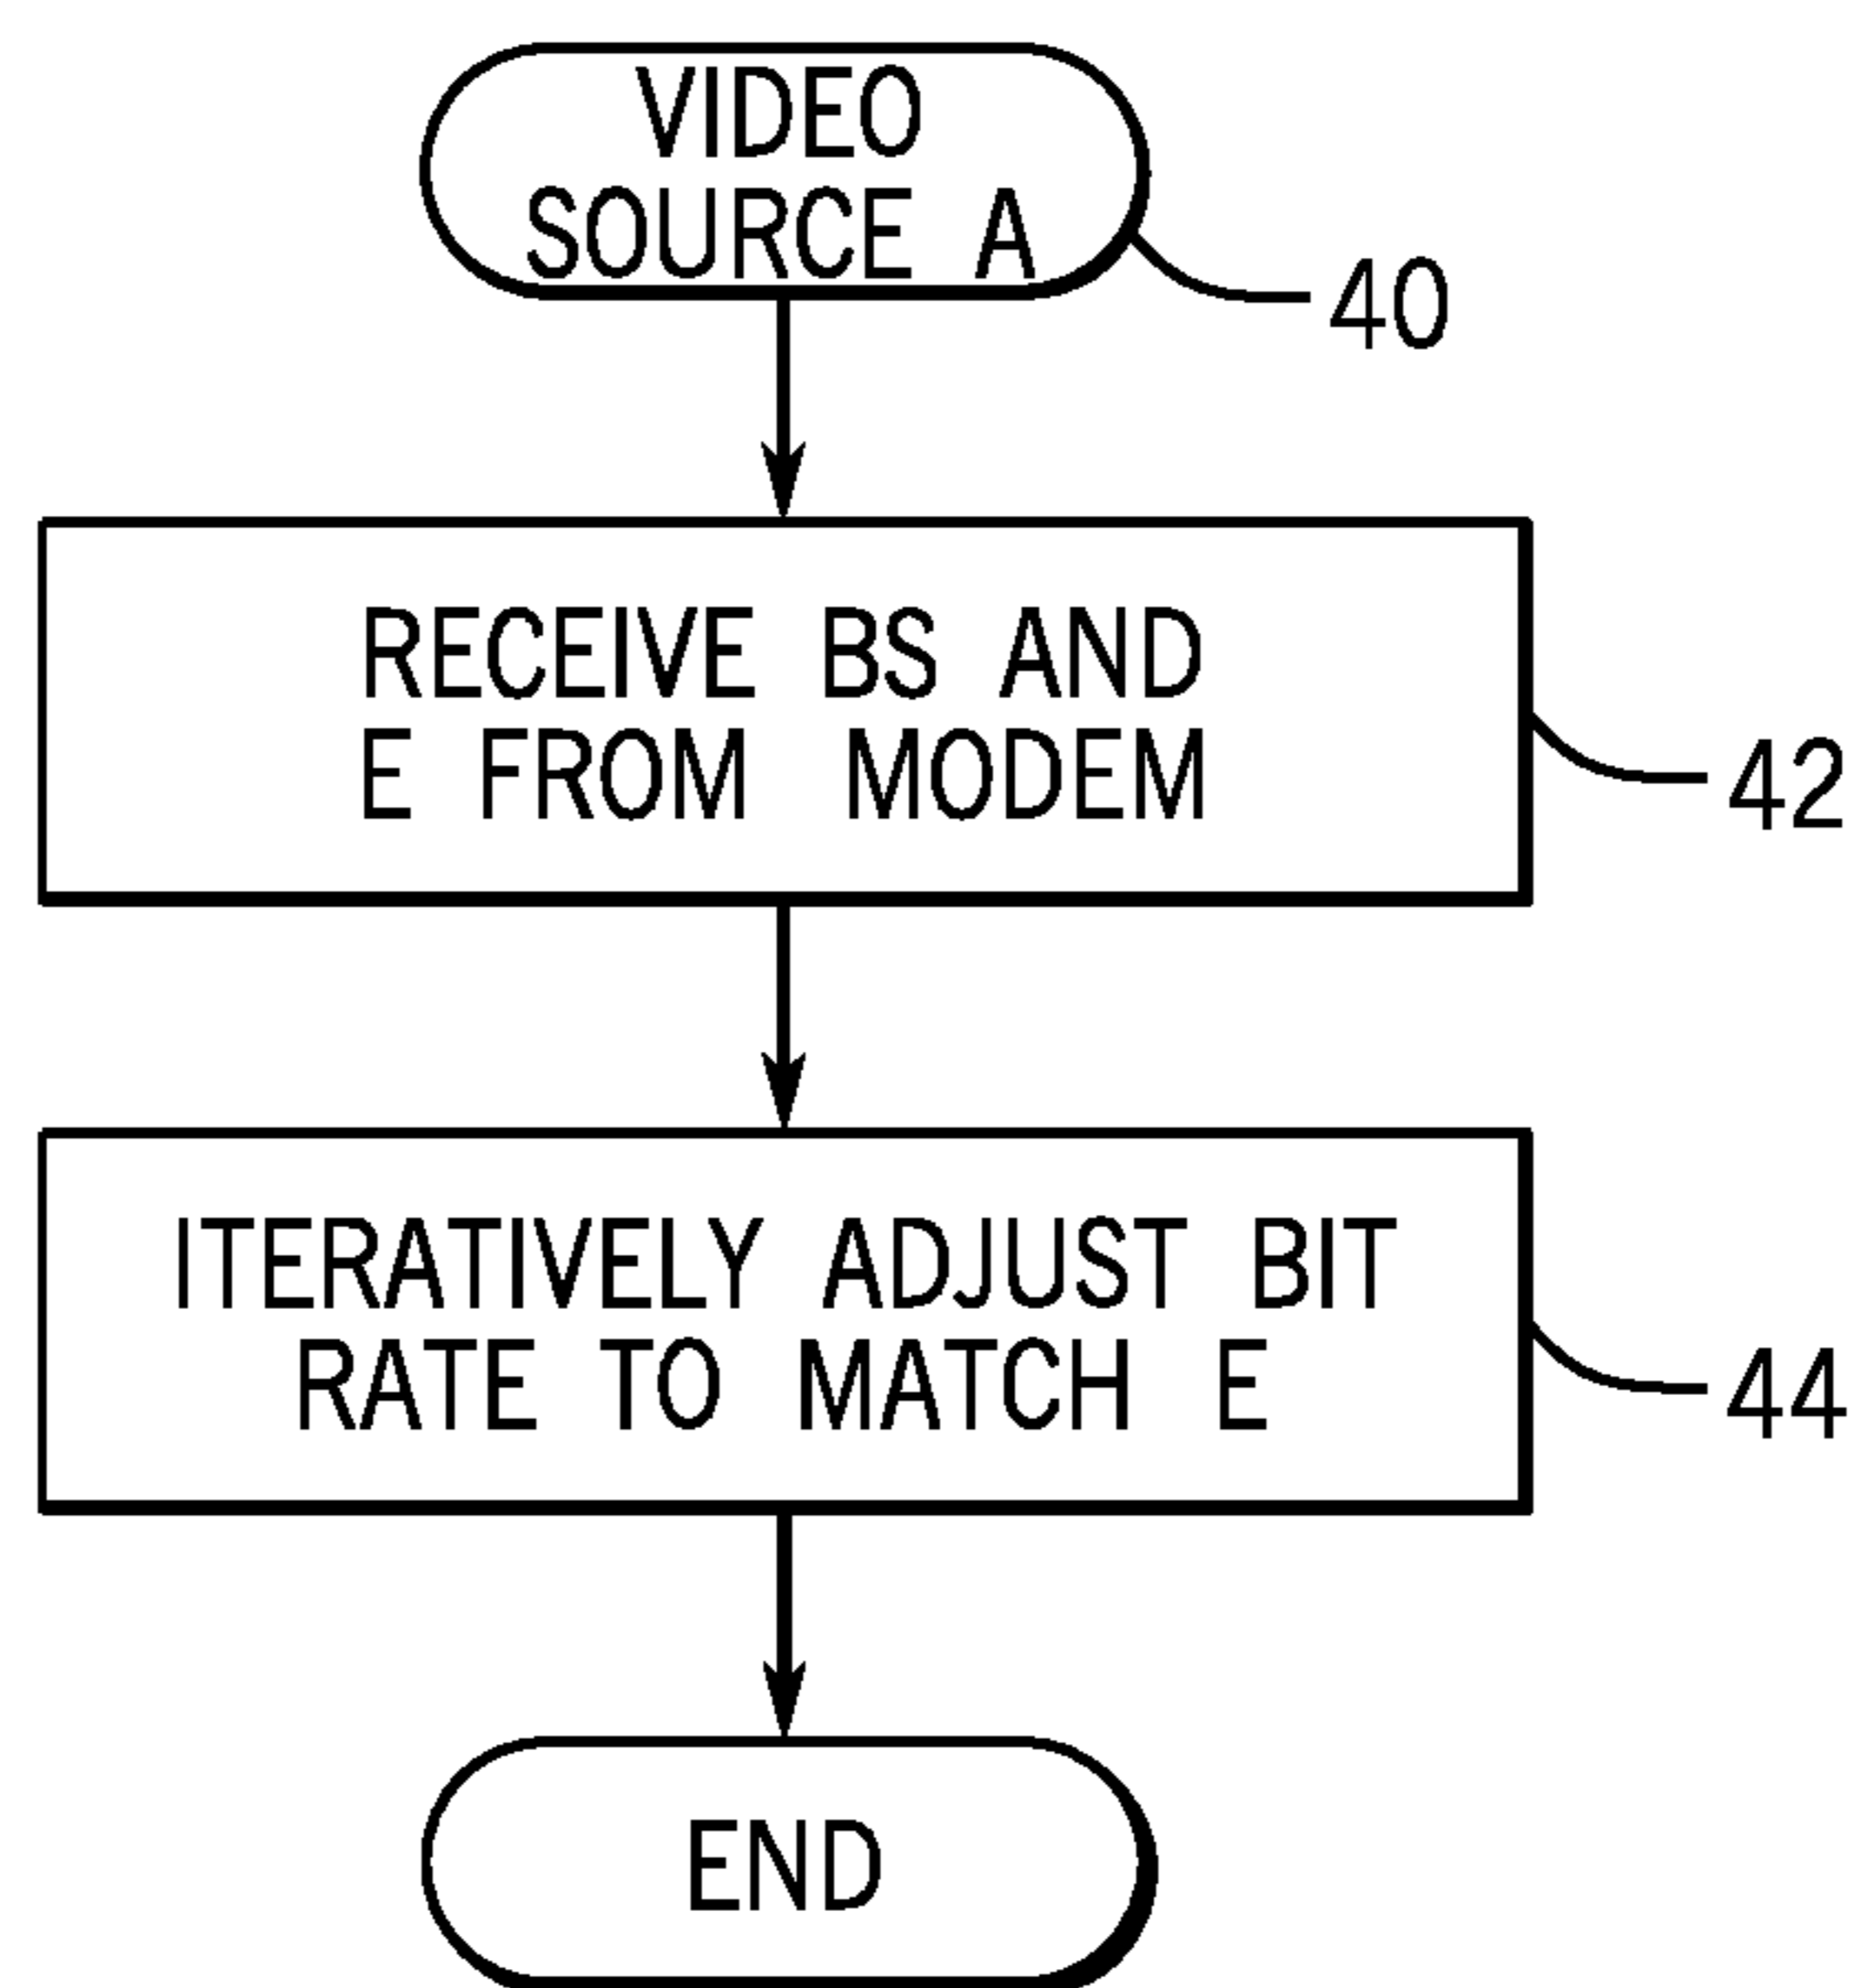 VIDEO
SOURCE A
40
RECEIVE BS AND
E FROM MODEM
42
ITERATIVELY ADJUST BIT
RATE TO MATCH E
44
END